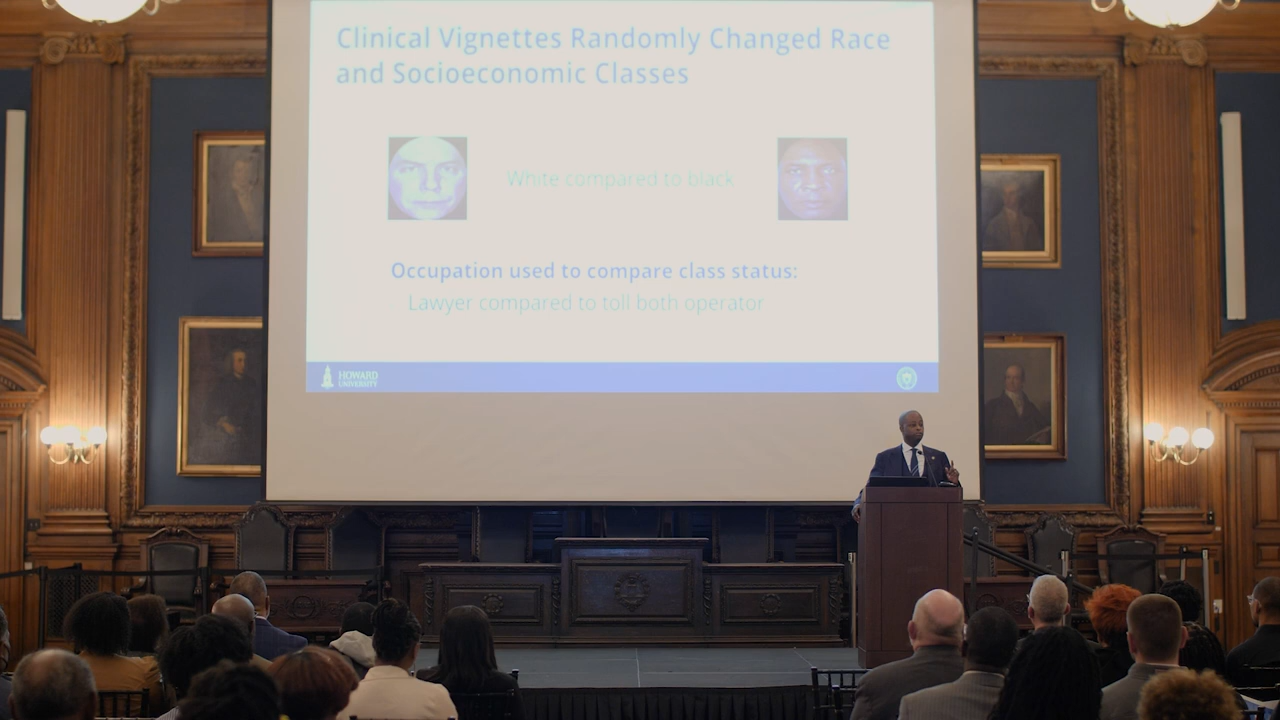 Clinical Vignettes Randomly Changed Race
and Socioeconomic Classes
White compared to black
Occupation used to compare class status:
Lawyer compared to toll both operator
HOWARD
UNIVERSITY